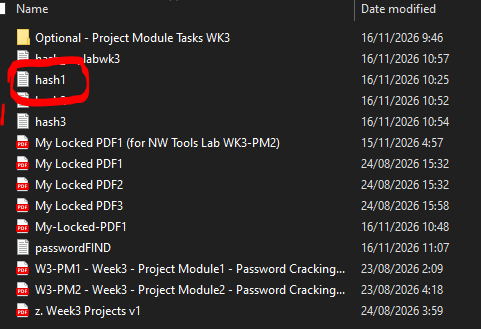 Name Date modified
Optional - Project Module Tasks WK3 16/11/2026 9:46
labwk3 16/11/2026 10:57
hash1 16/11/2026 10:25
16/11/2026 10:52
hash3 16/11/2026 10:54
My Locked PDF1 (for NW Tools Lab WK3-PM2) 15/11/2026 4:57
My Locked PDF1 24/08/2026 15:32
My Locked PDF2 24/08/2026 15:32
My Locked PDF3 24/08/2026 15:58
My-Locked-PDF1 16/11/2026 10:48
passwordFIND 16/11/2026 11:07
W3-PM1 - Week3 - Project Module1 - Password Cracking... 23/08/2026 2:09
W3-PM2 - Week3 - Project Module2 - Password Cracking... 23/08/2026 4:18
z. Week3 Projects v1 24/08/2026 3:59